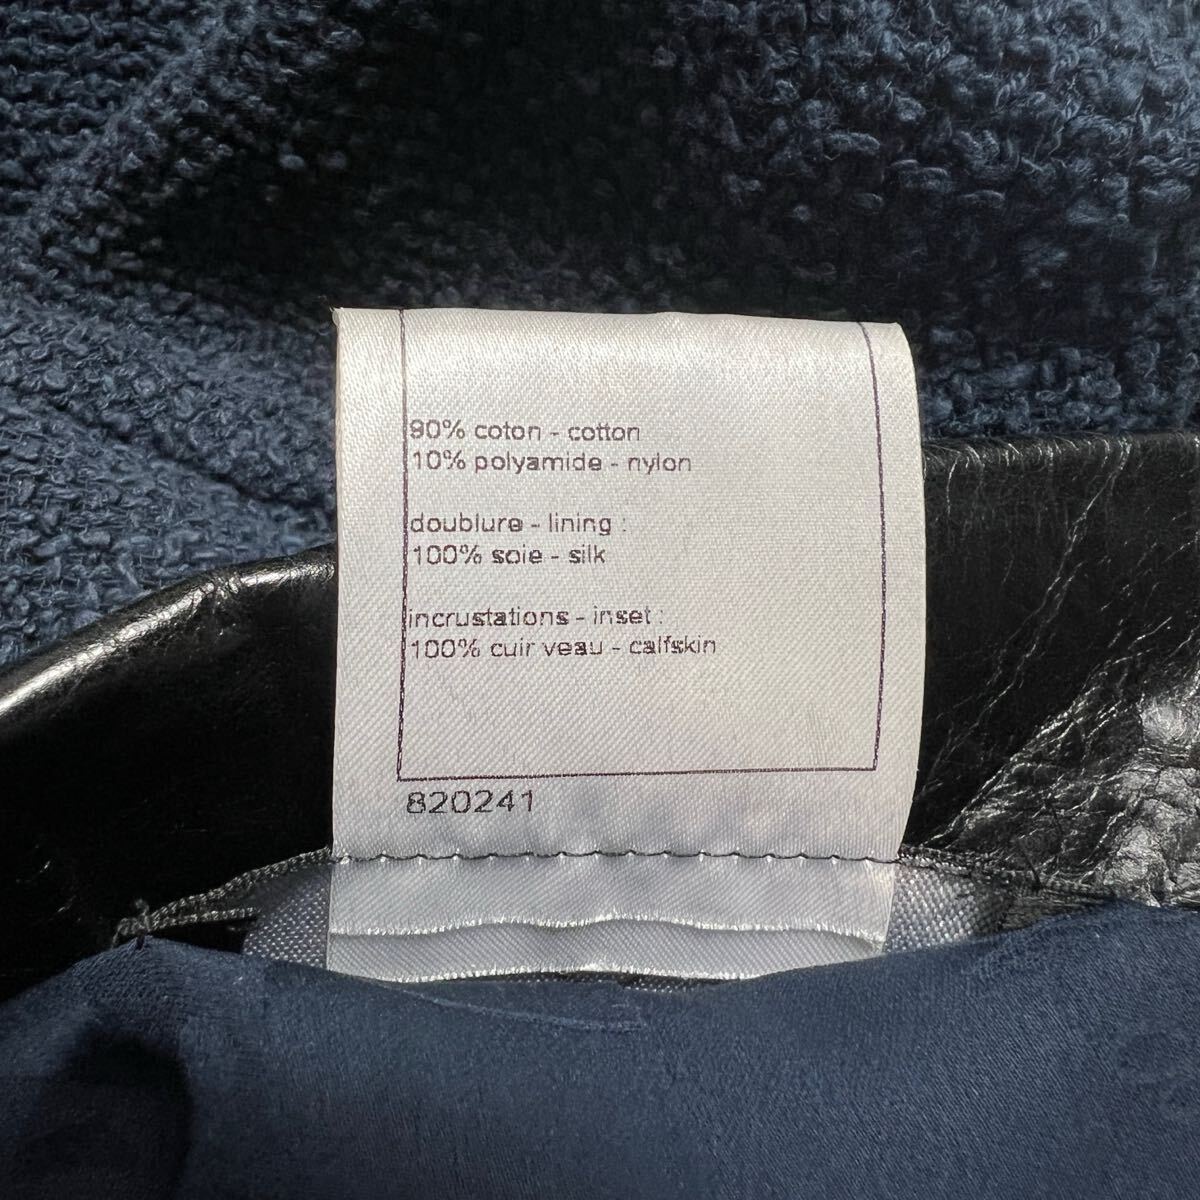 90% coton - cotton
10% polyamide - nylon
doublure - lining :
100% soie - silk
incrustations - inset :
100% cuir veau - calfskin
820241